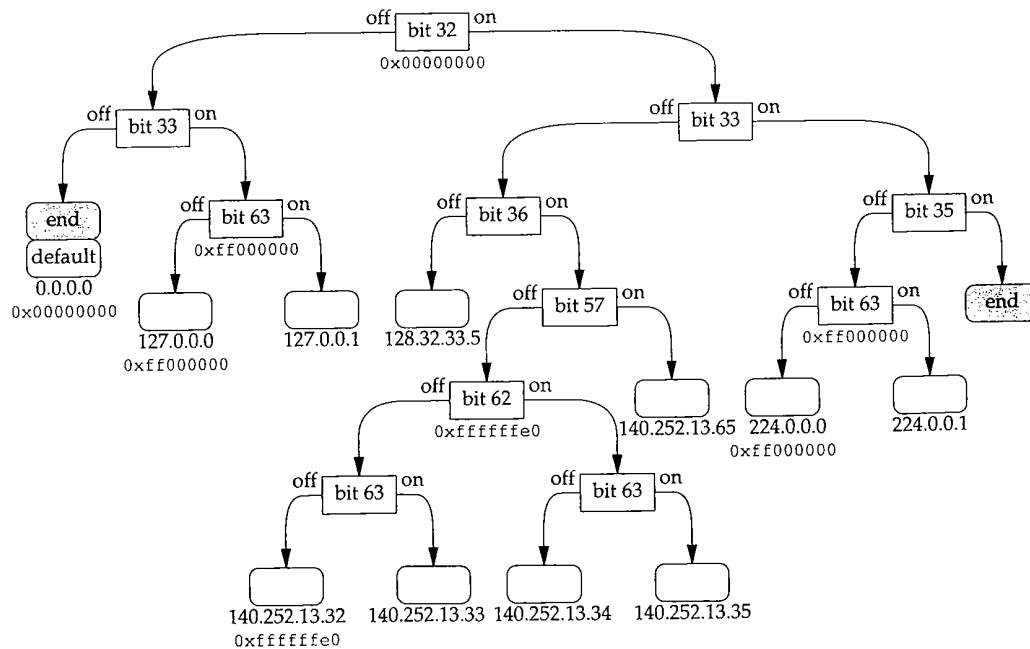 off bit 32 on
0x00000000
off bit 33 on
off bit 33 on
end
default
0.0.0.0
0x00000000
off bit 63 on
0xff000000
off bit 36 on
off bit 35 on
127.0.0.0
0xff000000
127.0.0.1
128.32.33.5
off bit 57 on
off bit 63 on
0xff000000
end
off bit 62 on
0xffffffe0
140.252.13.65
224.0.0.0
0xff000000
224.0.0.1
off bit 63 on
off bit 63 on
140.252.13.32
0xffffffe0
140.252.13.33
140.252.13.34
140.252.13.35